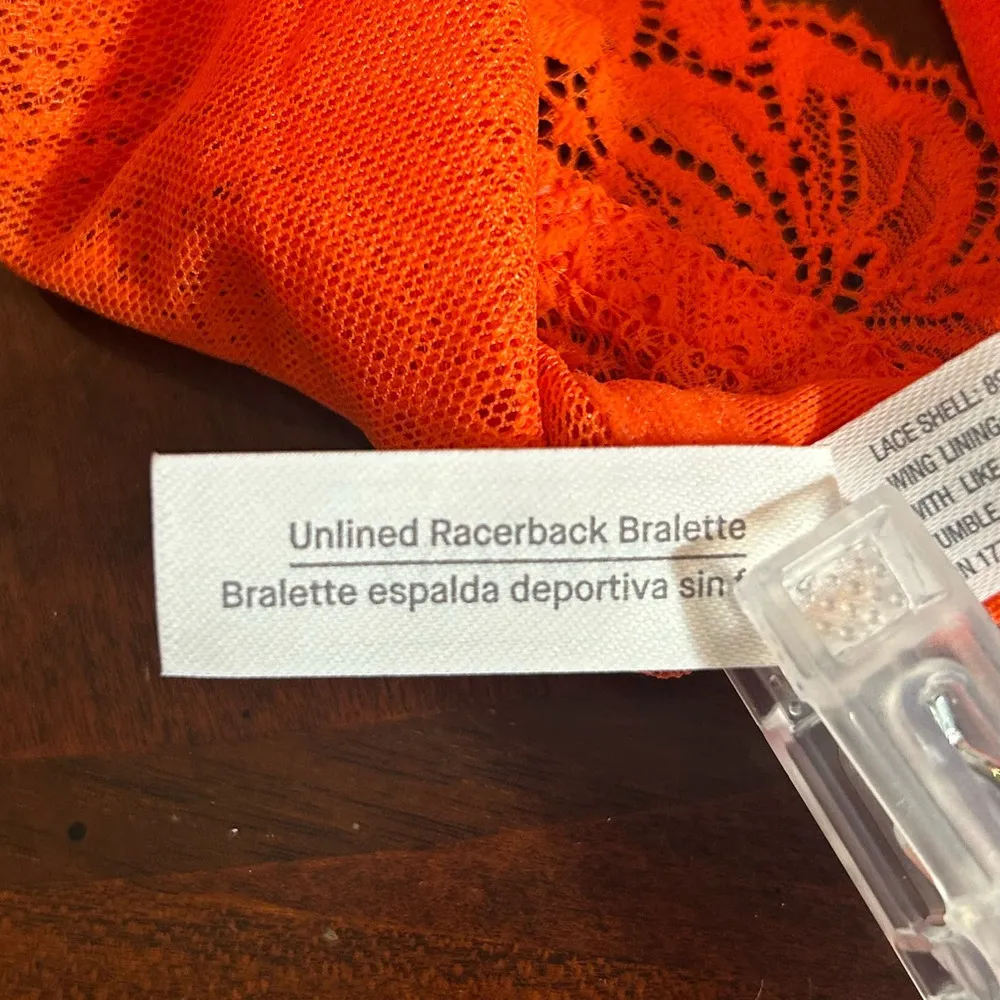 Unlined Racerback Bralette
Bralette espalda deportiva sin
LACE SHELL:
WING LINING
WITH LIKE